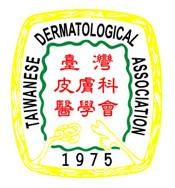 TAIWANESE DERMATOLOGICAL ASSOCIATION
臺灣
皮膚科
醫學會
1975